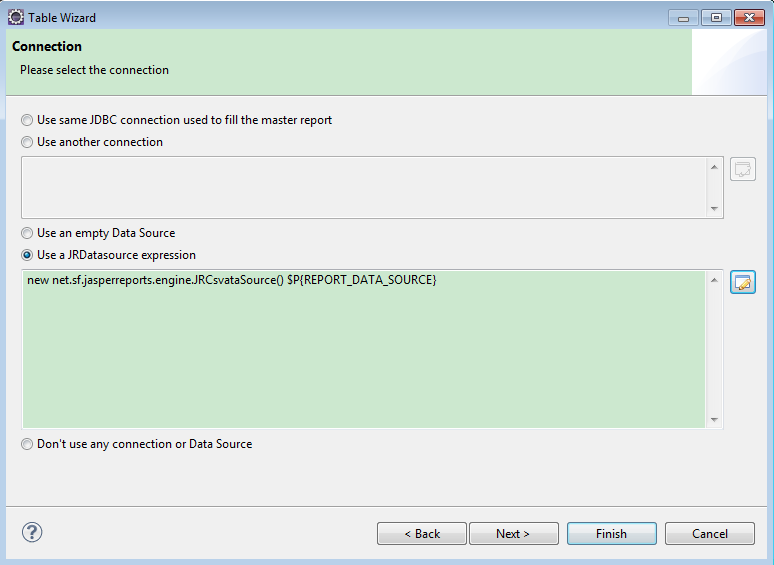 Table Wizard
Connection
Please select the connection
Use same JDBC connection used to fill the master report
Use another connection
Use an empty Data Source
Use a JRDatasource expression
new net.sf.jasperreports.engine.JRCsvataSource() $P{REPORT_DATA_SOURCE}
Don't use any connection or Data Source
? < Back Next > Finish Cancel